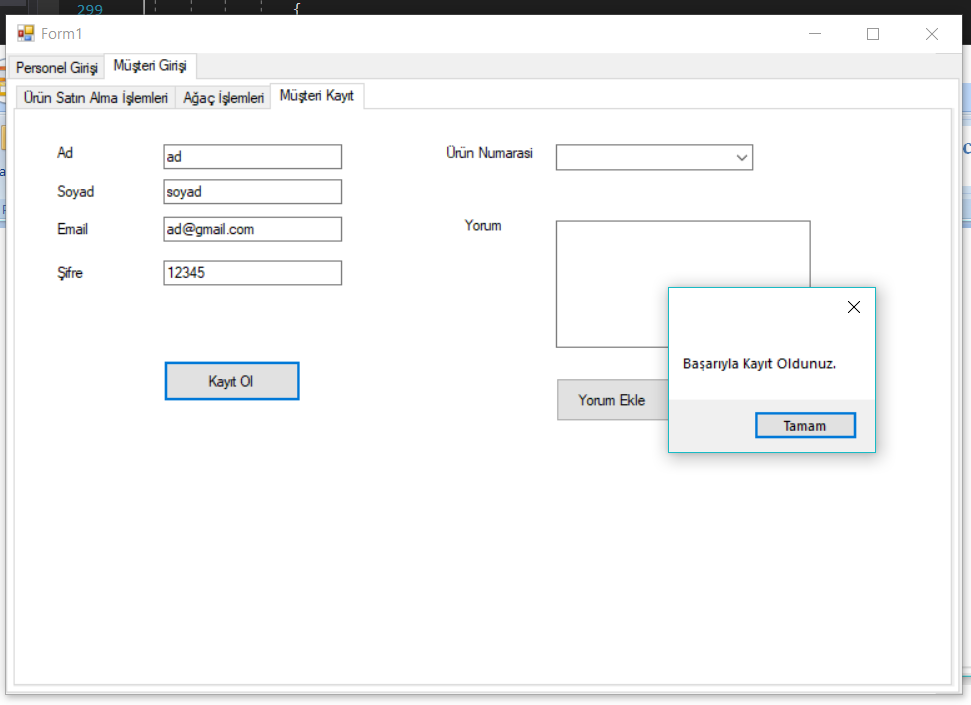 299
{
Form1
Personel Girişi
Müşteri Girişi
Ürün Satın Alma İşlemleri
Ağaç İşlemleri
Müşteri Kayıt
Ad
ad
Soyad
soyad
Email
ad@gmail.com
Şifre
12345
Kayıt Ol
Ürün Numarasi
Yorum
Yorum Ekle
Başarıyla Kayıt Oldunuz.
Tamam